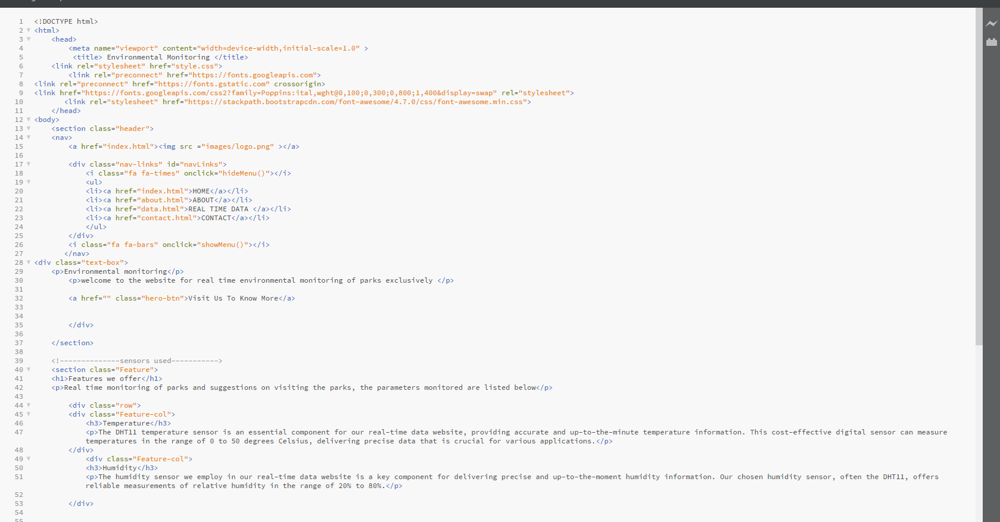 1 <!DOCTYPE html>
2 <html>
3 <head>
4 <meta name="viewport" content="width=device-width,initial-scale=1.0" >
5 <title> Environmental Monitoring </title>
6 <link rel="stylesheet" href="style.css">
7 <link rel="preconnect" href="https://fonts.googleapis.com">
8 <link rel="preconnect" href="https://fonts.gstatic.com" crossorigin>
9 <link href="https://fonts.googleapis.com/css2?family=Poppins:ital,wght@0,100;0,300;0,800;1,400&display=swap" rel="stylesheet">
10 <link rel="stylesheet" href="https://stackpath.bootstrapcdn.com/font-awesome/4.7.0/css/font-awesome.min.css">
11 </head>
12 <body>
13 <section class="header">
14 <nav>
15 <a href="index.html"><img src ="images/logo.png" ></a>
16
17 <div class="nav-links" id="navLinks">
18 <i class="fa fa-times" onclick="hideMenu()"></i>
19 <ul>
20 <li><a href="index.html">HOME</a></li>
21 <li><a href="about.html">ABOUT</a></li>
22 <li><a href="data.html">REAL TIME DATA </a></li>
23 <li><a href="contact.html">CONTACT</a></li>
24 </ul>
25 </div>
26 <i class="fa fa-bars" onclick="showMenu()"></i>
27 </nav>
28 <div class="text-box">
29 <p>Environmental monitoring</p>
30 <p>welcome to the website for real time environmental monitoring of parks exclusively </p>
31
32 <a href="" class="hero-btn">Visit Us To Know More</a>
33
34
35 </div>
36
37 </section>
38
39 <!--------------sensors used----------->
40 <section class="Feature">
41 <h1>Features we offer</h1>
42 <p>Real time monitoring of parks and suggestions on visiting the parks, the parameters monitored are listed below</p>
43
44 <div class="row">
45 <div class="Feature-col">
46 <h3>Temperature</h3>
47 <p>The DHT11 temperature sensor is an essential component for our real-time data website, providing accurate and up-to-the-minute temperature information. This cost-effective digital sensor can measure
temperatures in the range of 0 to 50 degrees Celsius, delivering precise data that is crucial for various applications.</p>
48 </div>
49 <div class="Feature-col">
50 <h3>Humidity</h3>
51 <p>The humidity sensor we employ in our real-time data website is a key component for delivering precise and up-to-the-moment humidity information. Our chosen humidity sensor, often the DHT11, offers
reliable measurements of relative humidity in the range of 20% to 80%.</p>
52
53 </div>
54
55